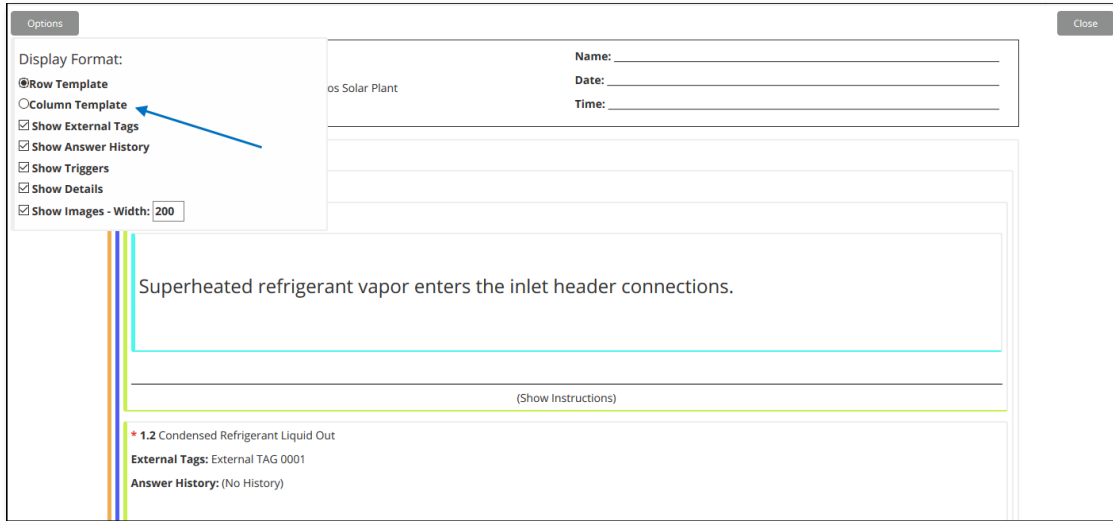 Options
Close
Display Format:
Row Template
Column Template
Show External Tags
Show Answer History
Show Triggers
Show Details
Show Images - Width: 200
os Solar Plant
Name:
Date:
Time:
Superheated refrigerant vapor enters the inlet header connections.
(Show Instructions)
* 1.2 Condensed Refrigerant Liquid Out
External Tags: External TAG 0001
Answer History: (No History)